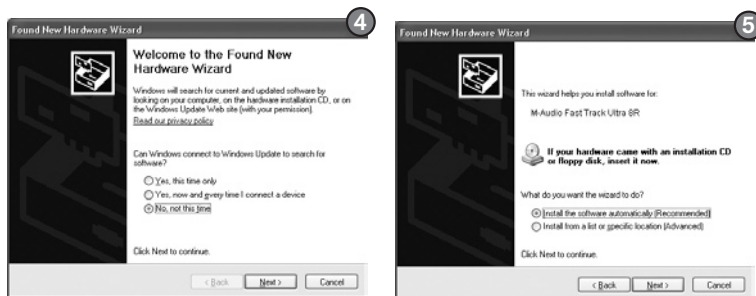 4
Found New Hardware Wizard
Welcome to the Found New
Hardware Wizard
Windows will search for current and updated software by
looking on your computer, on the hardware installation CD, or on
the Windows Update Web site (with your permission).
Read our privacy policy
Can Windows connect to Windows Update to search for
software?
Yes, this time only
Yes, now and every time I connect a device
No, not this time
Click Next to continue.
< Back
Next >
Cancel
5
Found New Hardware Wizard
This wizard helps you install software for:
M-Audio Fast Track Ultra 8R
If your hardware came with an installation CD
or floppy disk, insert it now.
What do you want the wizard to do?
Install the software automatically (Recommended)
Install from a list or specific location (Advanced)
Click Next to continue.
< Back
Next >
Cancel